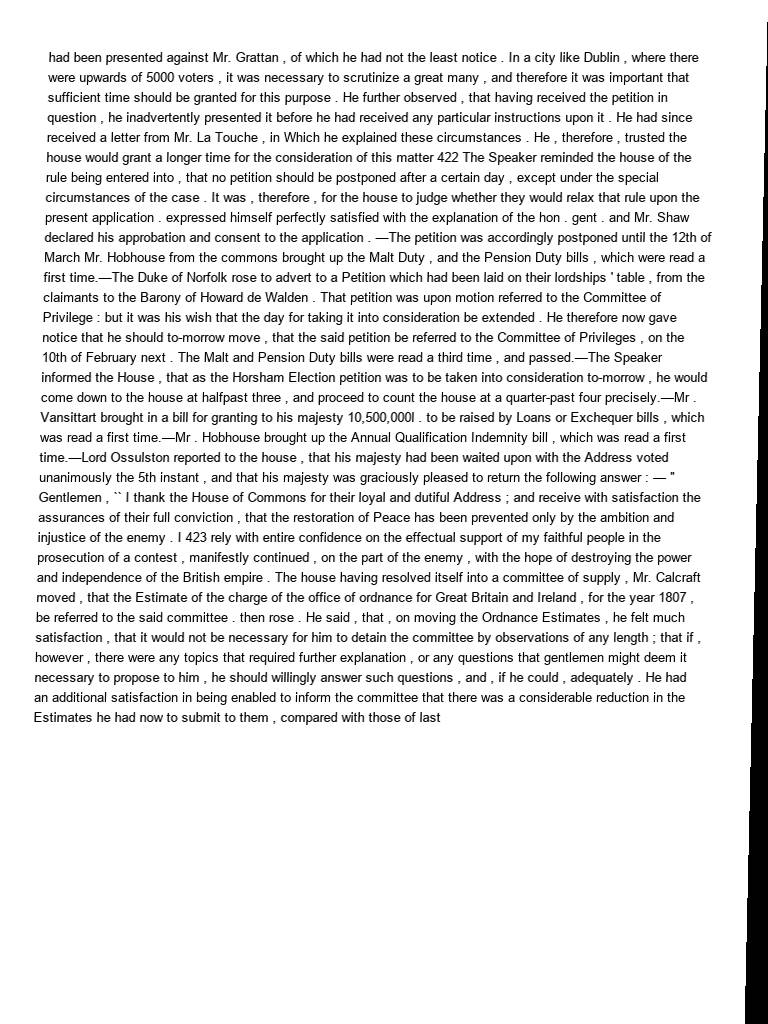 had been presented against Mr. Grattan , of which he had not the least notice . In a city like Dublin , where there
were upwards of 5000 voters , it was necessary to scrutinize a great many , and therefore it was important that
sufficient time should be granted for this purpose . He further observed , that having received the petition in
question , he inadvertently presented it before he had received any particular instructions upon it . He had since
received a letter from Mr. La Touche , in Which he explained these circumstances . He , therefore , trusted the
house would grant a longer time for the consideration of this matter 422 The Speaker reminded the house of the
rule being entered into , that no petition should be postponed after a certain day , except under the special
circumstances of the case . It was , therefore , for the house to judge whether they would relax that rule upon the
present application . expressed himself perfectly satisfied with the explanation of the hon . gent . and Mr. Shaw
declared his approbation and consent to the application . —The petition was accordingly postponed until the 12th of
March Mr. Hobhouse from the commons brought up the Malt Duty , and the Pension Duty bills , which were read a
first time.—The Duke of Norfolk rose to advert to a Petition which had been laid on their lordships ' table , from the
claimants to the Barony of Howard de Walden . That petition was upon motion referred to the Committee of
Privilege : but it was his wish that the day for taking it into consideration be extended . He therefore now gave
notice that he should to-morrow move , that the said petition be referred to the Committee of Privileges , on the
10th of February next . The Malt and Pension Duty bills were read a third time , and passed.—The Speaker
informed the House , that as the Horsham Election petition was to be taken into consideration to-morrow , he would
come down to the house at halfpast three , and proceed to count the house at a quarter-past four precisely.—Mr .
Vansittart brought in a bill for granting to his majesty 10,500,000l . to be raised by Loans or Exchequer bills , which
was read a first time.—Mr . Hobhouse brought up the Annual Qualification Indemnity bill , which was read a first
time.—Lord Ossulston reported to the house , that his majesty had been waited upon with the Address voted
unanimously the 5th instant , and that his majesty was graciously pleased to return the following answer : — "
Gentlemen , `` I thank the House of Commons for their loyal and dutiful Address ; and receive with satisfaction the
assurances of their full conviction , that the restoration of Peace has been prevented only by the ambition and
injustice of the enemy . I 423 rely with entire confidence on the effectual support of my faithful people in the
prosecution of a contest , manifestly continued , on the part of the enemy , with the hope of destroying the power
and independence of the British empire . The house having resolved itself into a committee of supply , Mr. Calcraft
moved , that the Estimate of the charge of the office of ordnance for Great Britain and Ireland , for the year 1807 ,
be referred to the said committee . then rose . He said , that , on moving the Ordnance Estimates , he felt much
satisfaction , that it would not be necessary for him to detain the committee by observations of any length ; that if ,
however , there were any topics that required further explanation , or any questions that gentlemen might deem it
necessary to propose to him , he should willingly answer such questions , and , if he could , adequately . He had
an additional satisfaction in being enabled to inform the committee that there was a considerable reduction in the
Estimates he had now to submit to them , compared with those of last